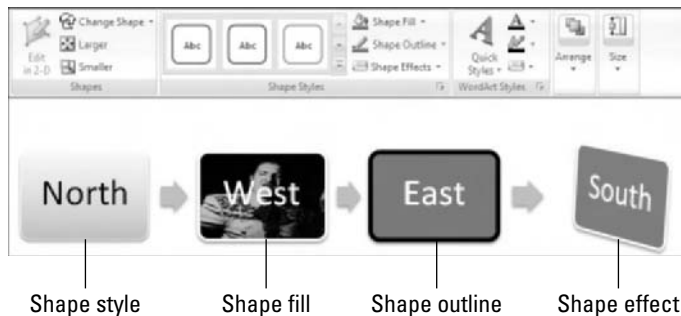 Change Shape
Larger
Smaller
Edit
in 2-D
Shapes
Abc
Abc
Abc
Shape Fill
Shape Outline
Shape Effects
Shape Styles
A
Quick
Styles
A
WordArt Styles
Arrange
Size
North
West
East
South
Shape style
Shape fill
Shape outline
Shape effect